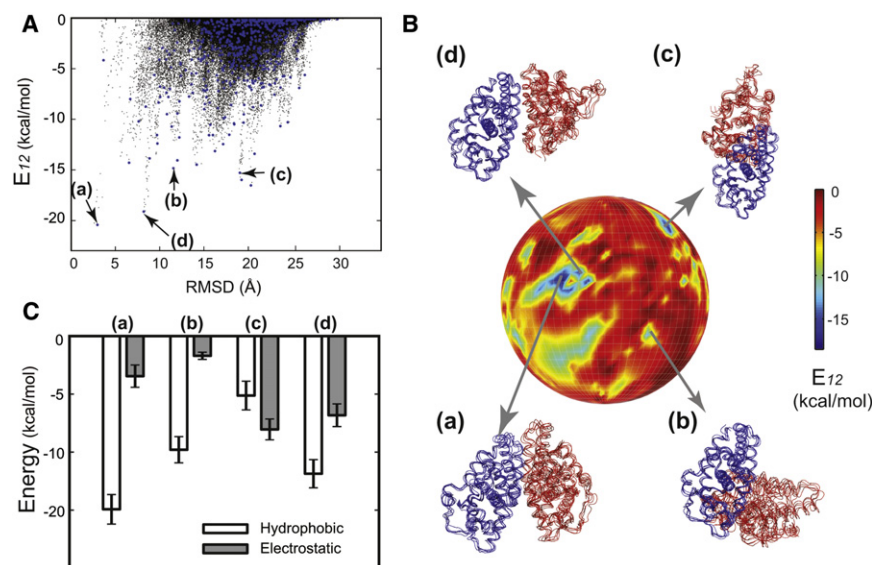 A
0
-5
-10
-15
-20
E12 (kcal/mol)
(a)
(b)
(c)
(d)
0 5 10 15 20 25 30 35
RMSD (Å)
B
(d)
(c)
(a)
(b)
0
-5
-10
-15
E12
(kcal/mol)
C
(a) (b) (c) (d)
0
-5
-10
-20
Energy (kcal/mol)
Hydrophobic
Electrostatic